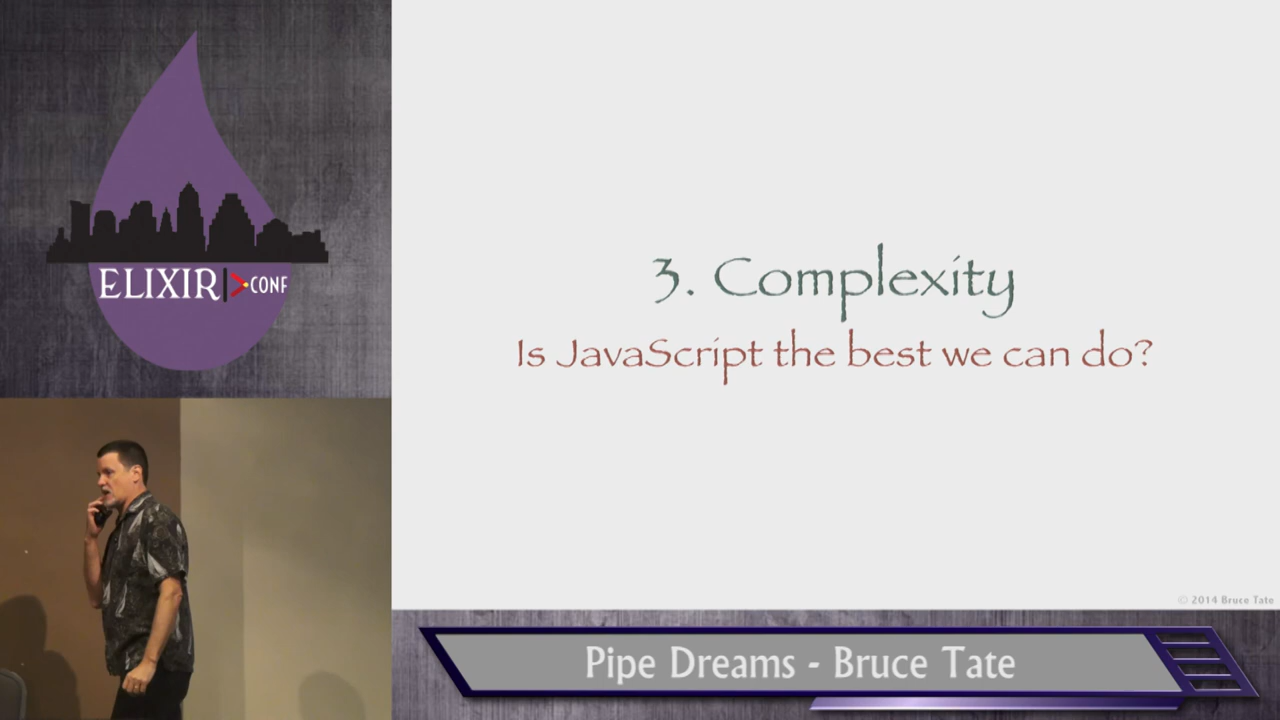 ELIXIR|>CONF
3. Complexity
Is JavaScript the best we can do?
© 2014 Bruce Tate
Pipe Dreams - Bruce Tate